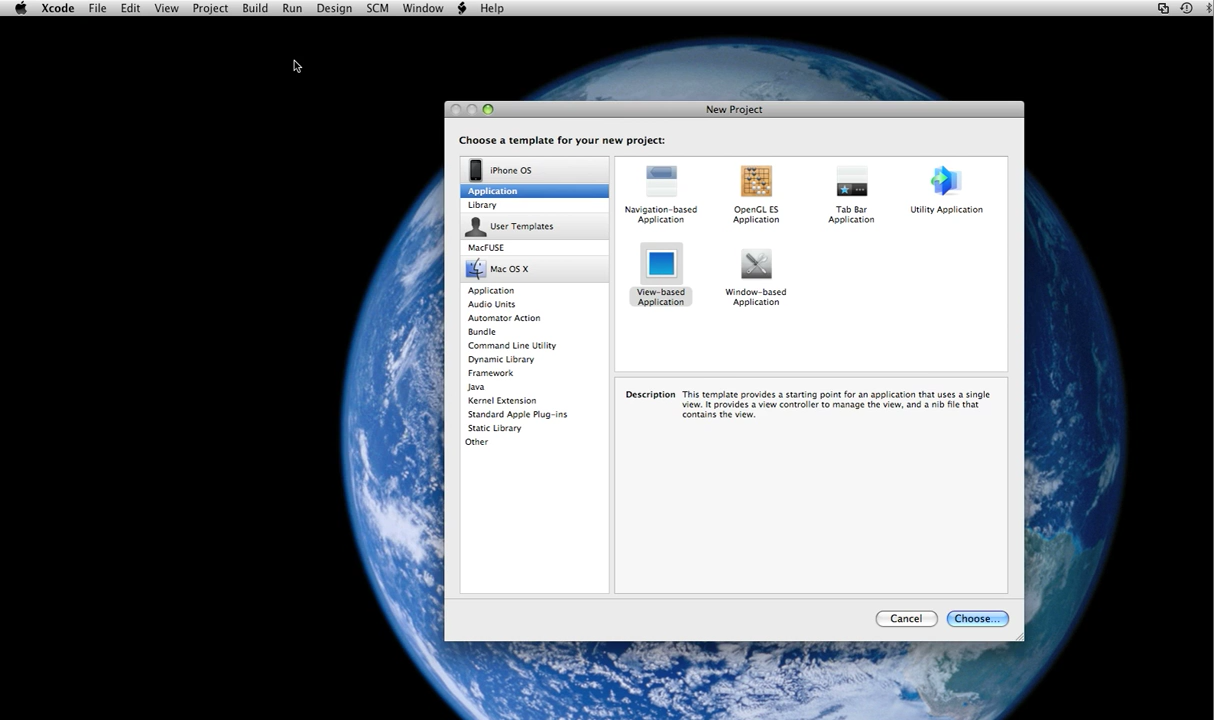 Xcode File Edit View Project Build Run Design SCM Window Help
New Project
Choose a template for your new project:
iPhone OS
Application
Library
User Templates
MacFUSE
Mac OS X
Application
Audio Units
Automator Action
Bundle
Command Line Utility
Dynamic Library
Framework
Java
Kernel Extension
Standard Apple Plug-ins
Static Library
Other
Navigation-based
Application
OpenGL ES
Application
Tab Bar
Application
Utility Application
View-based
Application
Window-based
Application
Description This template provides a starting point for an application that uses a single
view. It provides a view controller to manage the view, and a nib file that
contains the view.
Cancel Choose...